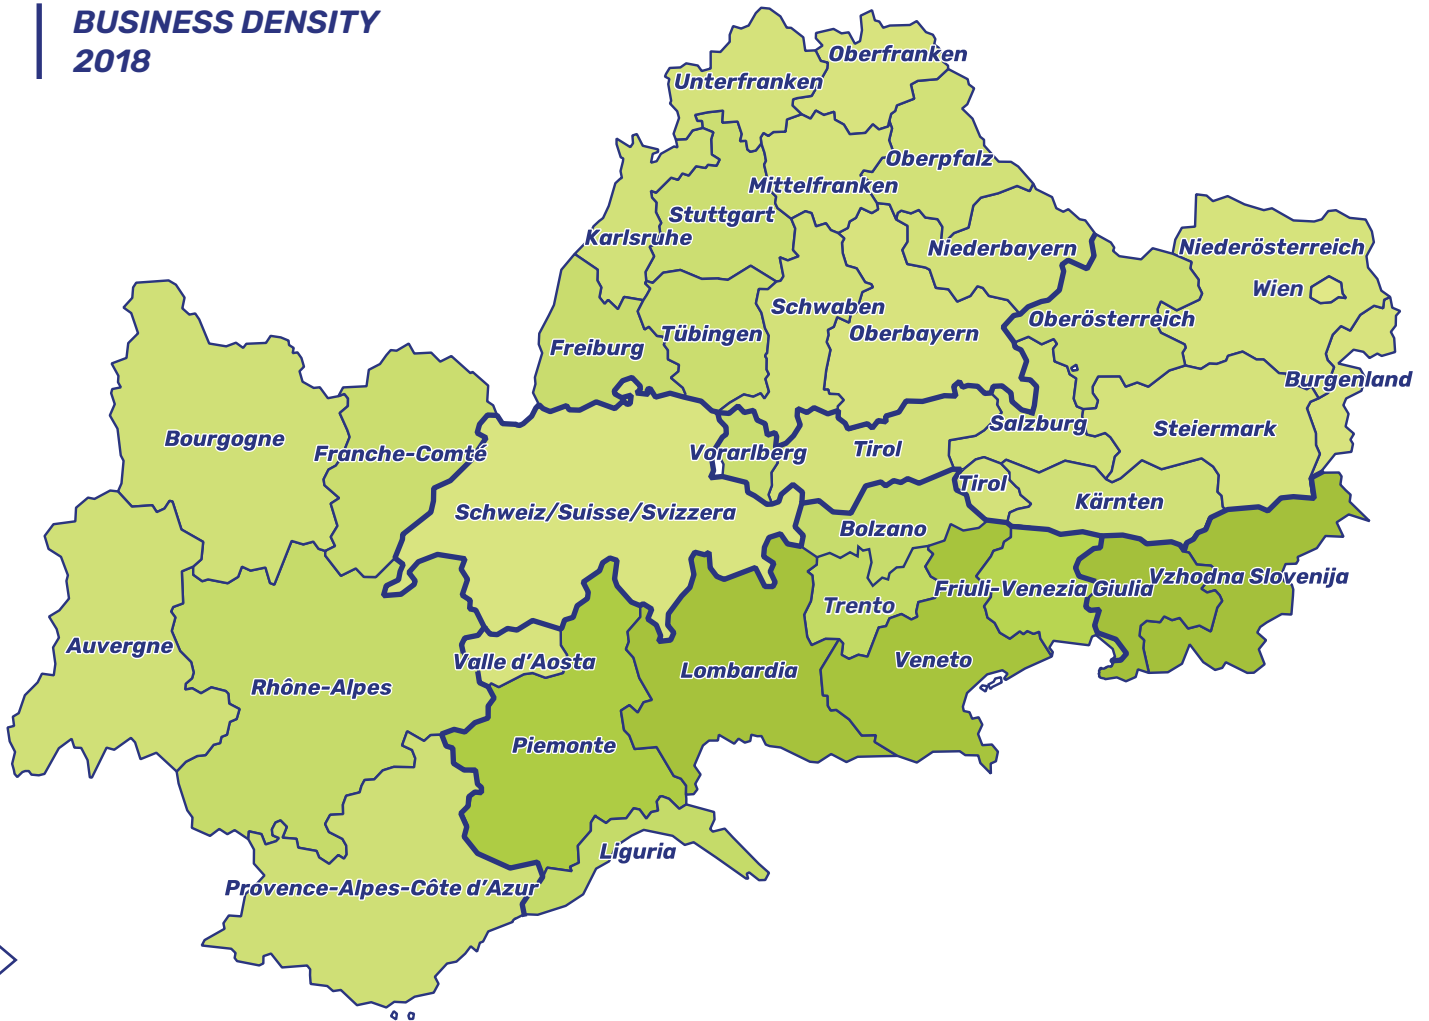 BUSINESS DENSITY
2018
Oberfranken
Unterfranken
Oberpfalz
Mittelfranken
Stuttgart
Karlsruhe
Niederbayern
Niederösterreich
Wien
Schwaben
Oberösterreich
Tübingen
Oberbayern
Freiburg
Burgenland
Salzburg
Steiermark
Bourgogne
Franche-Comté
Vorarlberg
Tirol
Tirol
Kärnten
Schweiz/Suisse/Svizzera
Bolzano
Vzhodna Slovenija
Friuli-Venezia Giulia
Trento
Auvergne
Valle d’Aosta
Lombardia
Veneto
Rhône-Alpes
Piemonte
Liguria
Provence-Alpes-Côte d’Azur